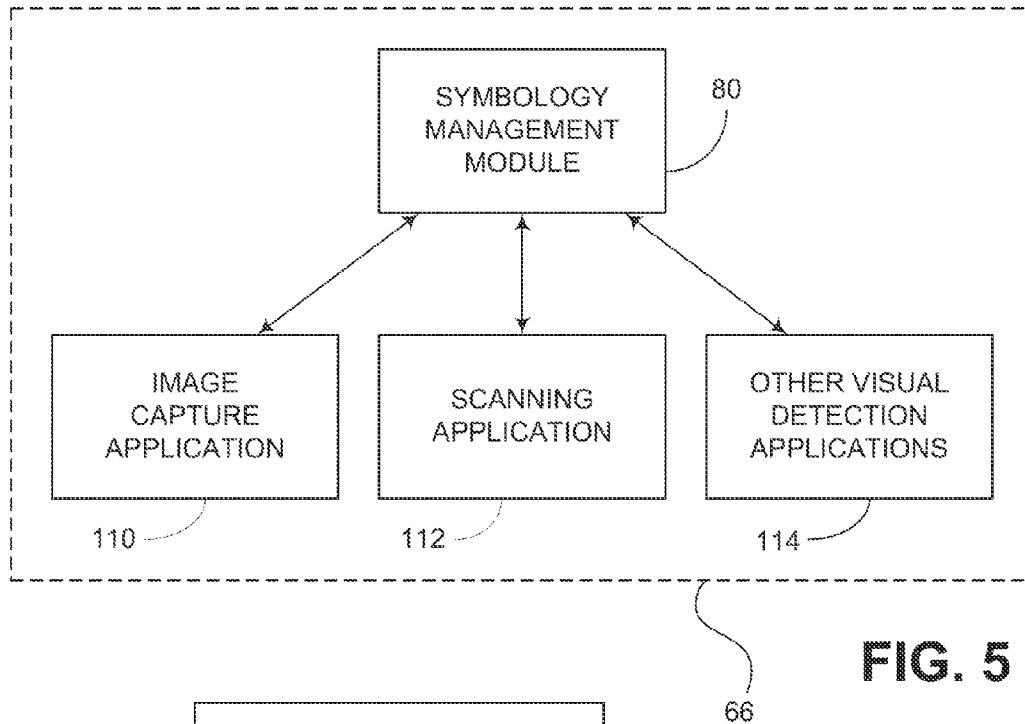 SYMBOLOGY
MANAGEMENT
MODULE
80
IMAGE
CAPTURE
APPLICATION
SCANNING
APPLICATION
OTHER VISUAL
DETECTION
APPLICATIONS
110
112
114
66
FIG. 5